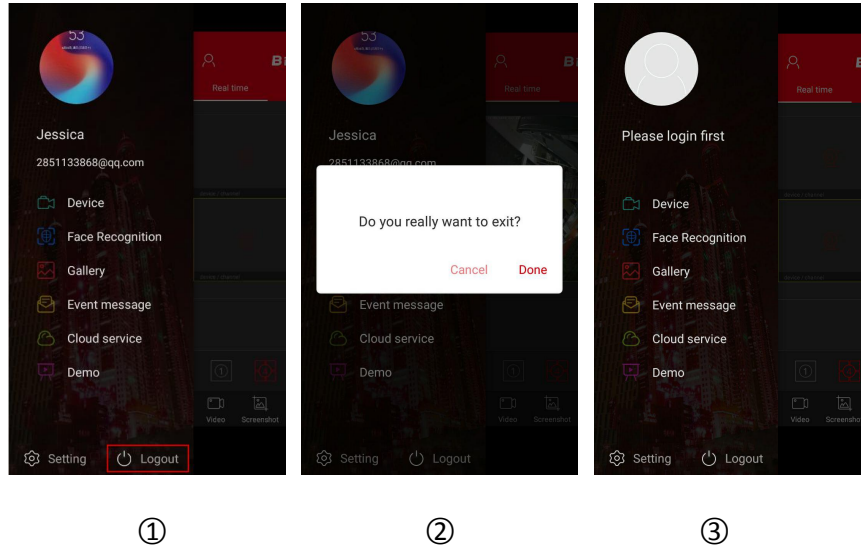 53
Bi
Real time
Jessica
2851133868@qq.com
Device
Face Recognition
Gallery
Event message
Cloud service
Demo
Video Screenshot
Setting Logout
①
53
B
Real time
Jessica
2851133868@qq.com
Do you really want to exit?
Cancel Done
Event message
Cloud service
Demo
Video Screenshot
Setting Logout
②
Real time
Please login first
Device
Face Recognition
Gallery
Event message
Cloud service
Demo
Video Screensho
Setting Logout
③